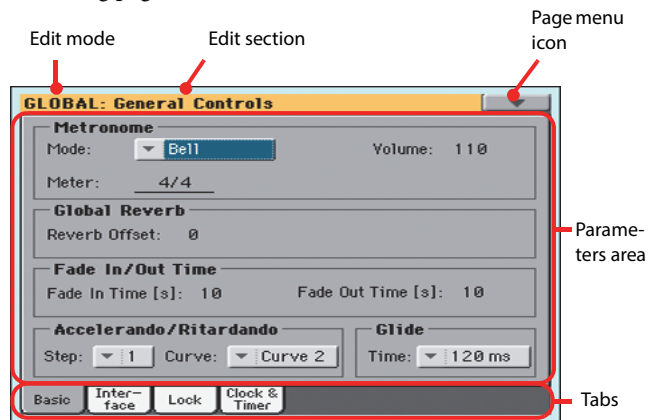 Page menu
icon
Edit mode
Edit section
GLOBAL: General Controls
Metronome
Mode: Bell Volume: 110
Meter: 4/4
Global Reverb
Reverb Offset: 0
Parame-
ters area
Fade In/Out Time
Fade In Time [s]: 10 Fade Out Time [s]: 10
Accelerando/Ritardando Glide
Step: 1 Curve: Curve 2 Time: 120 ms
Basic Inter-
face Lock Clock &
Timer
Tabs